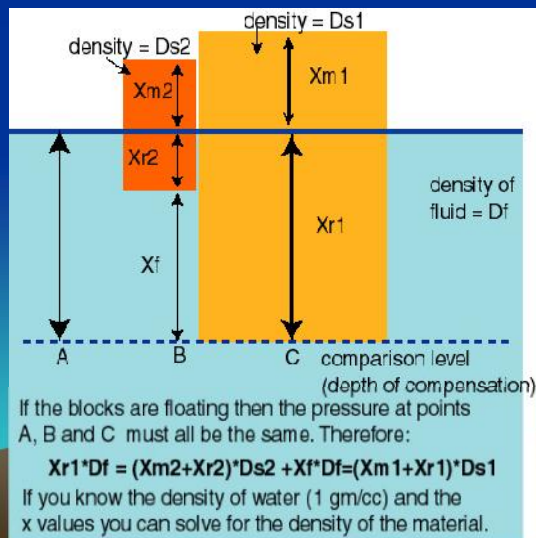 density = Ds1
density = Ds2
Xm2
Xm1
Xr2
density of
fluid = Df
Xr1
Xf
A
B
C
comparison level
(depth of compensation)
If the blocks are floating then the pressure at points
A, B and C must all be the same. Therefore:
Xr1*Df = (Xm2+Xr2)*Ds2 +Xf*Df=(Xm1+Xr1)*Ds1
If you know the density of water (1 gm/cc) and the
x values you can solve for the density of the material.